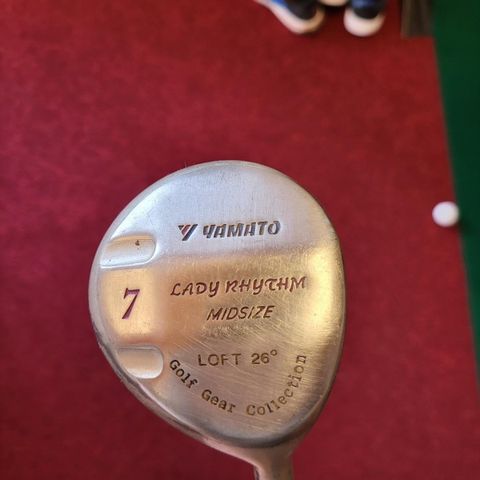 YAMATO
7
LADY RHYTHM
MIDSIZE
LOFT 26°
Golf Gear Collection